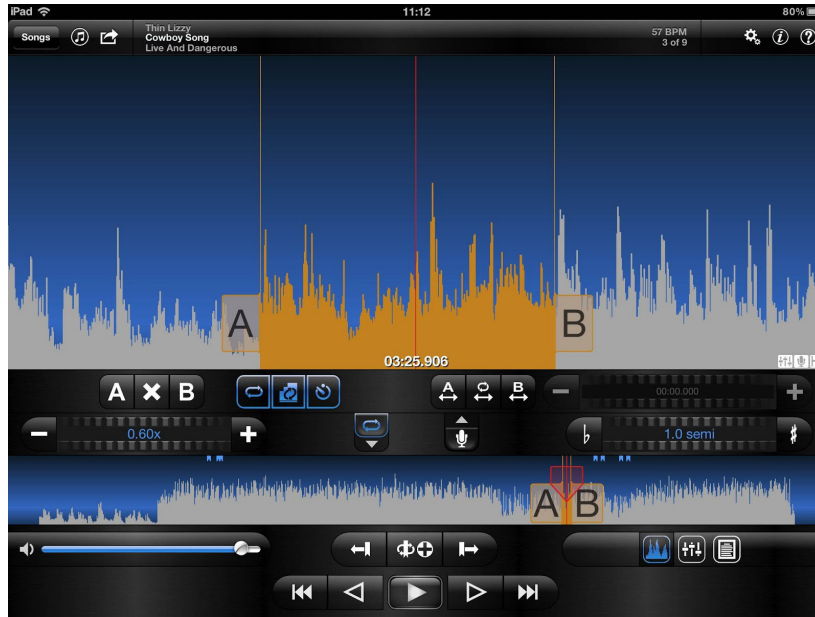 iPad 11:12 80%
Songs
Thin Lizzy
Cowboy Song
Live And Dangerous
57 BPM
3 of 9
A B
03:25.906
A B
A B
00:00.000
0.60x
1.0 semi
A B